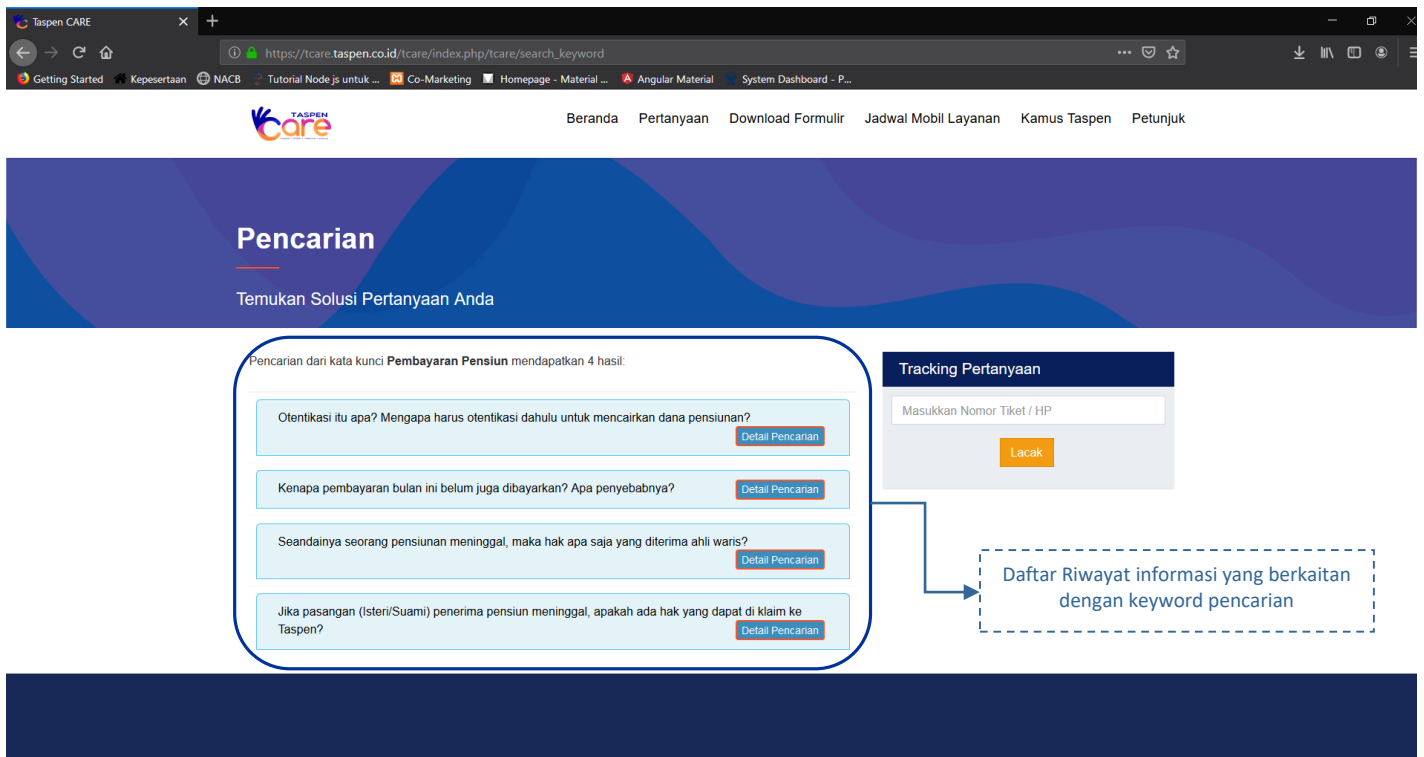 Taspen CARE
https://tcare.taspen.co.id/tcare/index.php/tcare/search_keyword
Getting Started Kepesertaan NACB Tutorial Node js untuk ... Co-Marketing Homepage - Material ... Angular Material System Dashboard - P...
TASPEN
Care
Beranda Pertanyaan Download Formulir Jadwal Mobil Layanan Kamus Taspen Petunjuk
Pencarian
Temukan Solusi Pertanyaan Anda
Pencarian dari kata kunci Pembayaran Pensiun mendapatkan 4 hasil:
Otentikasi itu apa? Mengapa harus otentikasi dahulu untuk mencairkan dana pensiunan?
Detail Pencarian
Kenapa pembayaran bulan ini belum juga dibayarkan? Apa penyebabnya?
Detail Pencarian
Seandainya seorang pensiunan meninggal, maka hak apa saja yang diterima ahli waris?
Detail Pencarian
Jika pasangan (Isteri/Suami) penerima pensiun meninggal, apakah ada hak yang dapat di klaim ke
Taspen?
Detail Pencarian
Tracking Pertanyaan
Masukkan Nomor Tiket / HP
Lacak
Daftar Riwayat informasi yang berkaitan
dengan keyword pencarian